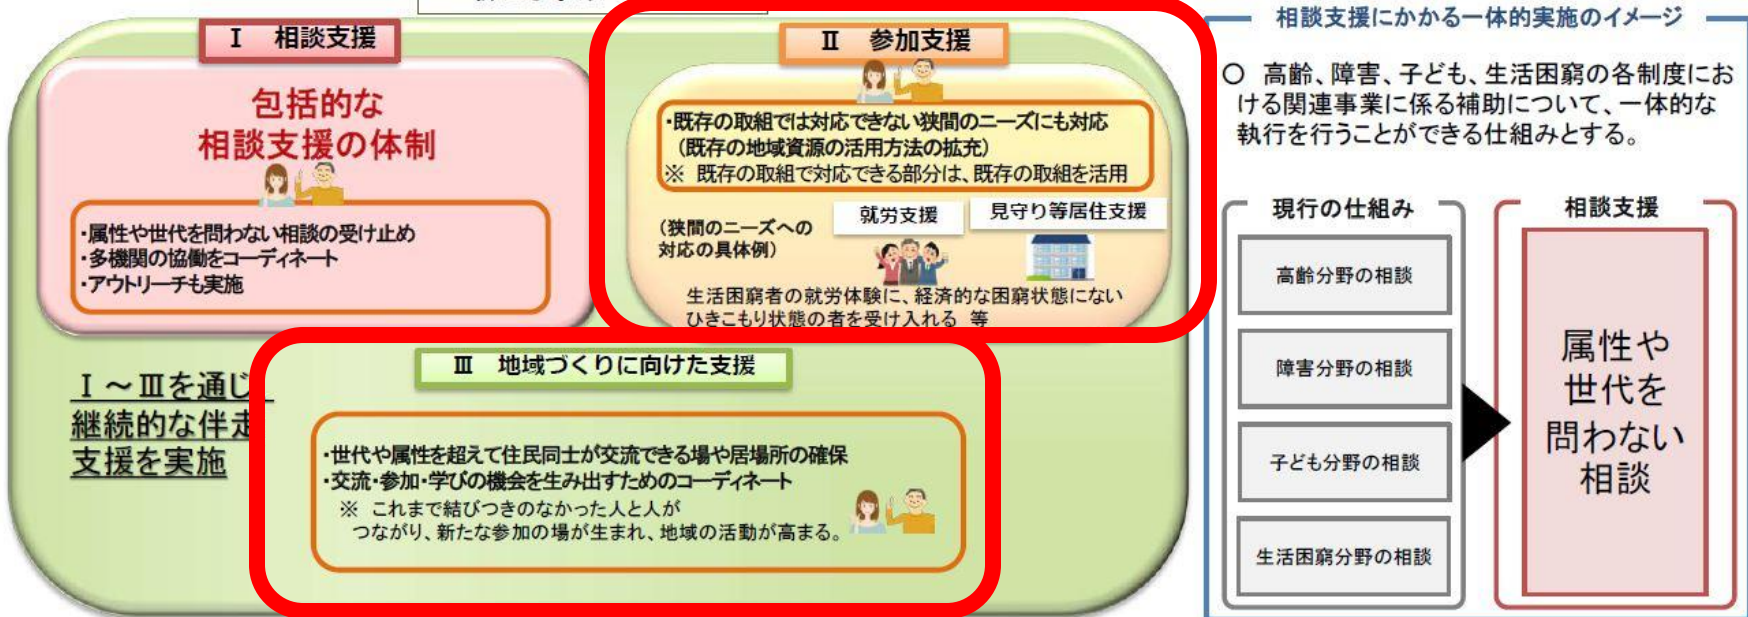 Ⅰ 相談支援
包括的な
相談支援の体制
・属性や世代を問わない相談の受け止め
・多機関の協働をコーディネート
・アウトリーチも実施
Ⅱ 参加支援
・既存の取組では対応できない狭間のニーズにも対応
(既存の地域資源の活用方法の拡充)
※ 既存の取組で対応できる部分は、既存の取組を活用
(狭間のニーズへの
対応の具体例)
就労支援
見守り等居住支援
生活困窮者の就労体験に、経済的な困窮状態にない
ひきこもり状態の者を受け入れる 等
Ⅰ～Ⅲを通じ
継続的な伴走
支援を実施
Ⅲ 地域づくりに向けた支援
・世代や属性を超えて住民同士が交流できる場や居場所の確保
・交流・参加・学びの機会を生み出すためのコーディネート
※ これまで結びつきのなかった人と人が
つながり、新たな参加の場が生まれ、地域の活動が高まる。
相談支援にかかる一体的実施のイメージ
○ 高齢、障害、子ども、生活困窮の各制度にお
ける関連事業に係る補助について、一体的な
執行を行うことができる仕組みとする。
現行の仕組み
高齢分野の相談
障害分野の相談
子ども分野の相談
生活困窮分野の相談
相談支援
属性や
世代を
問わない
相談